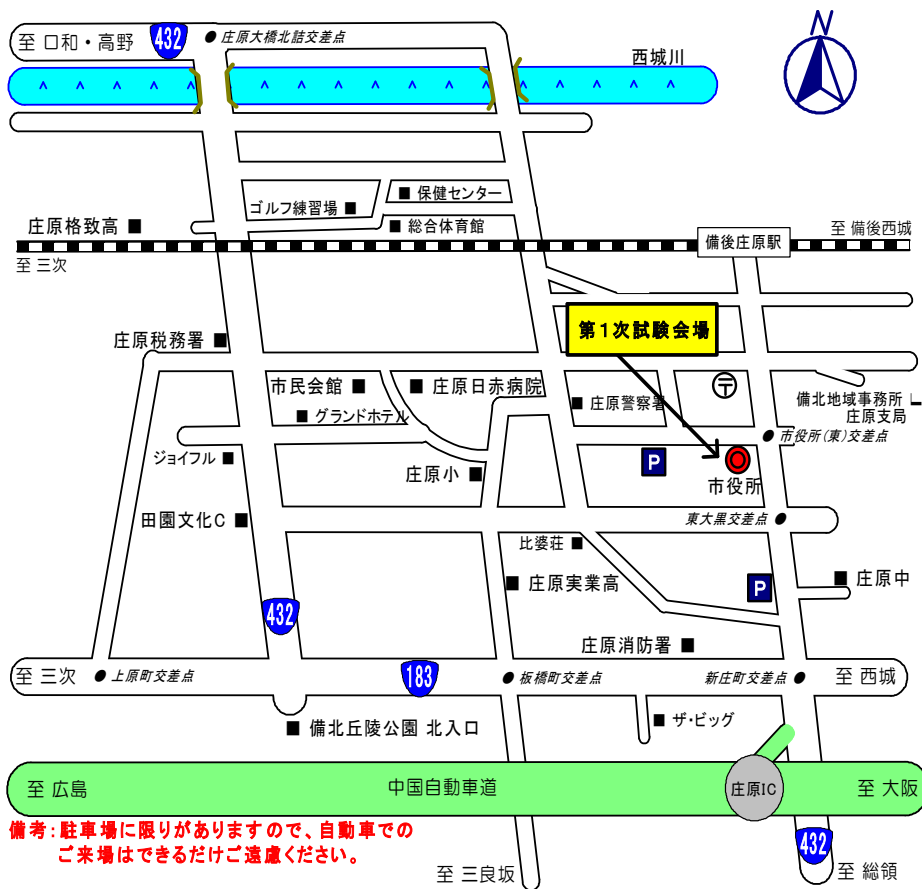 N
至 口和・高野
432
庄原大橋北詰交差点
西城川
保健センター
ゴルフ練習場
総合体育館
庄原格致高
至 三次
備後庄原駅
至 備後西城
第1次試験会場
庄原税務署
市民会館
庄原日赤病院
グランドホテル
庄原警察署
〒
備北地域事務所
庄原支局
市役所(東)交差点
ジョイフル
庄原小
P
市役所
田園文化C
東大黒交差点
比婆荘
庄原実業高
P
庄原中
432
庄原消防署
至 三次
上原町交差点
183
板橋町交差点
新庄町交差点
至 西城
備北丘陵公園 北入口
ザ・ビッグ
至 広島
中国自動車道
庄原IC
至 大阪
備考:駐車場に限りがありますので、自動車での
ご来場はできるだけご遠慮ください。
432
至 三良坂
至 総領